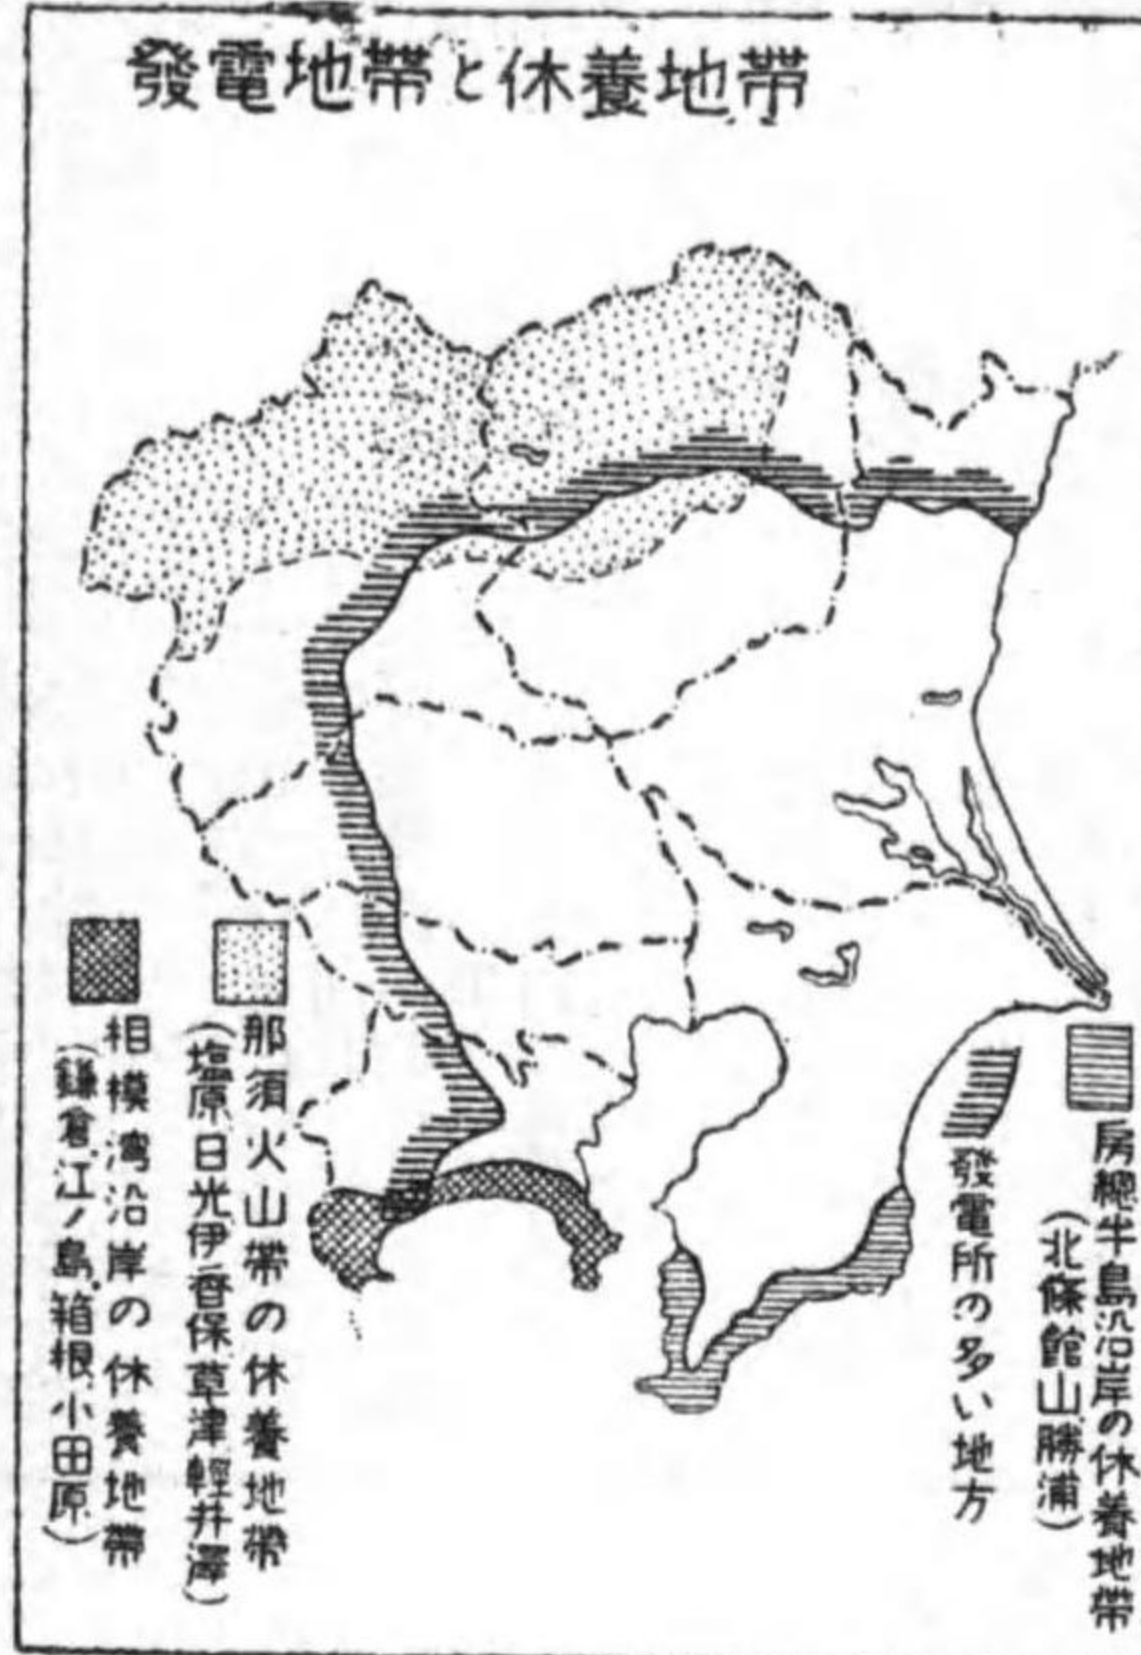 發電地帶と休養地帶
房總半島沿岸の休養地帶
(北條館山勝浦)
發電所の多い地方
那須火山帶の休養地帶
(塩原日光伊香保草津輕井澤)
相模湾沿岸の休養地帶
(鎌倉、江ノ島、箱根、小田原)